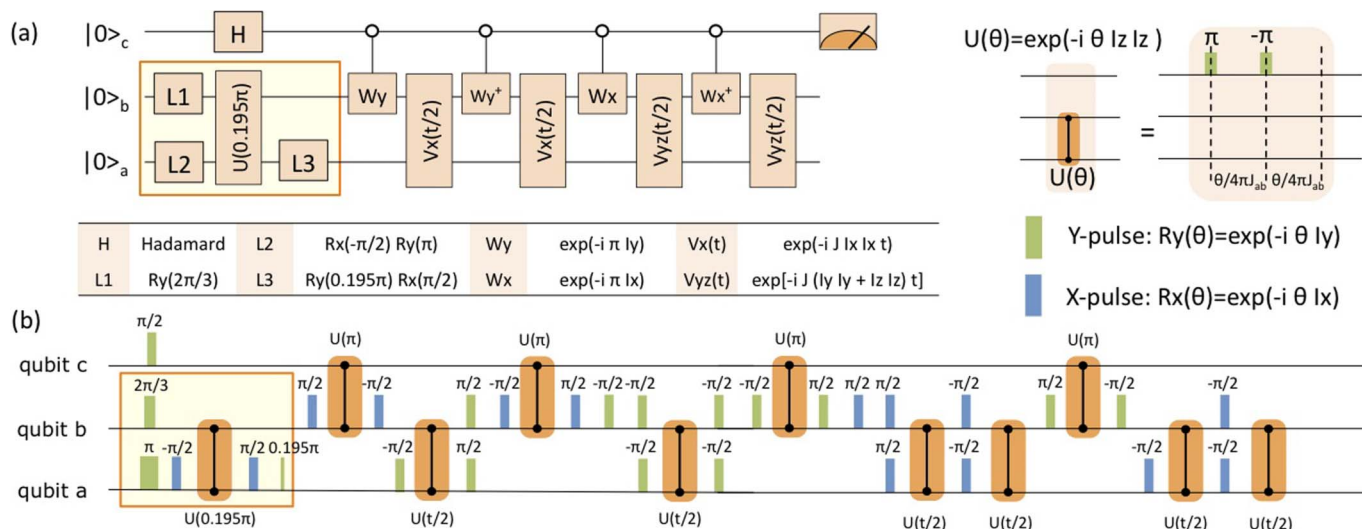 (a)
|0>c H Wy Wy+ Wx Wx+
|0>b L1 U(0.195π) Vx(t/2) Vx(t/2) Vyz(t/2) Vyz(t/2)
|0>a L2 L3
U(θ)=exp(-i θ Iz Iz )
π -π
=
U(θ) θ/4πJab θ/4πJab
H Hadamard L2 Rx(-π/2) Ry(π) Wy exp(-i π Iy) Vx(t) exp(-i J Ix Ix t)
L1 Ry(2π/3) L3 Ry(0.195π) Rx(π/2) Wx exp(-i π Ix) Vyz(t) exp[-i J (Iy Iy + Iz Iz) t]
Y-pulse: Ry(θ)=exp(-i θ Iy)
X-pulse: Rx(θ)=exp(-i θ Ix)
(b)
π/2 U(π) U(π) U(π) U(π)
qubit c
2π/3 π/2 -π/2 π/2 -π/2 π/2 -π/2 -π/2 -π/2 -π/2 π/2 π/2 π/2 -π/2 π/2 -π/2 -π/2
qubit b
π -π/2 π/2 0.195π -π/2 π/2 -π/2 -π/2 π/2 -π/2 π/2 -π/2
qubit a
U(0.195π) U(t/2) U(t/2) U(t/2) U(t/2) U(t/2) U(t/2)